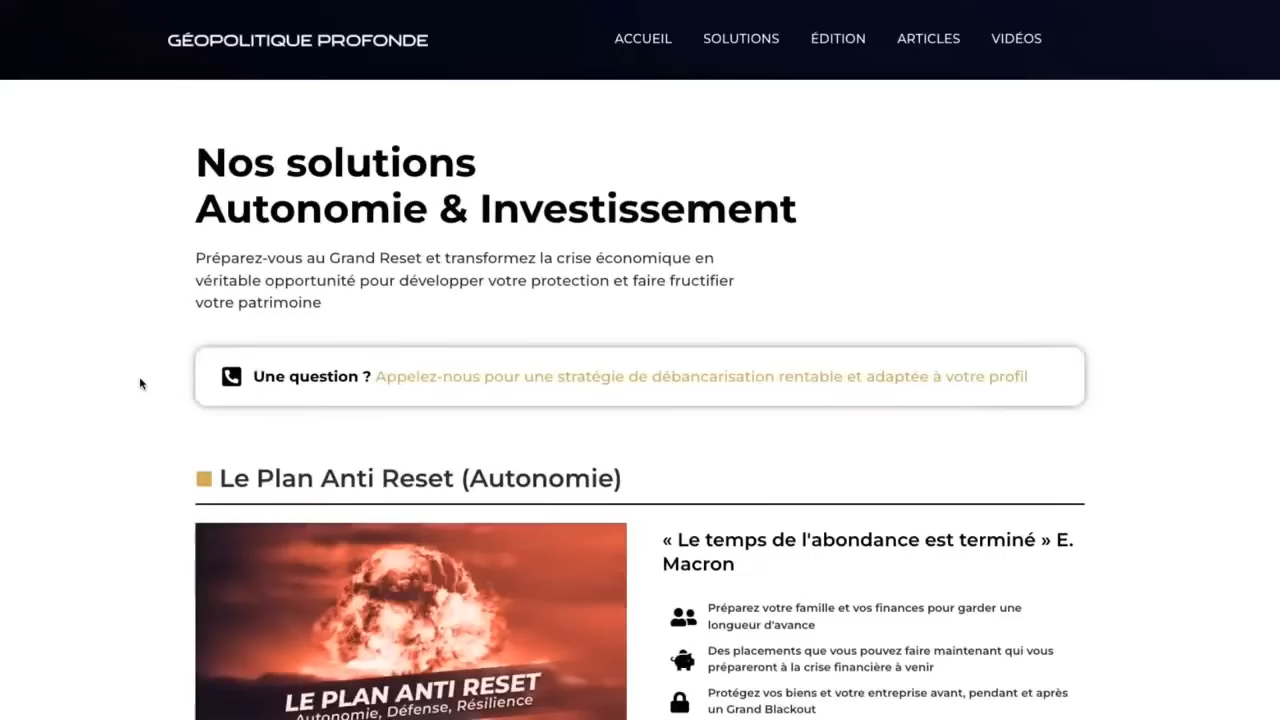 GÉOPOLITIQUE PROFONDE
ACCUEIL SOLUTIONS ÉDITION ARTICLES VIDÉOS
Nos solutions
Autonomie & Investissement
Préparez-vous au Grand Reset et transformez la crise économique en
véritable opportunité pour développer votre protection et faire fructifier
votre patrimoine
Une question ? Appelez-nous pour une stratégie de débancarisation rentable et adaptée à votre profil
Le Plan Anti Reset (Autonomie)
LE PLAN ANTI RESET
Autonomie, Défense, Résilience
« Le temps de l'abondance est terminé » E.
Macron
Préparez votre famille et vos finances pour garder une
longueur d'avance
Des placements que vous pouvez faire maintenant qui vous
prépareront à la crise financière à venir
Protégez vos biens et votre entreprise avant, pendant et après
un Grand Blackout